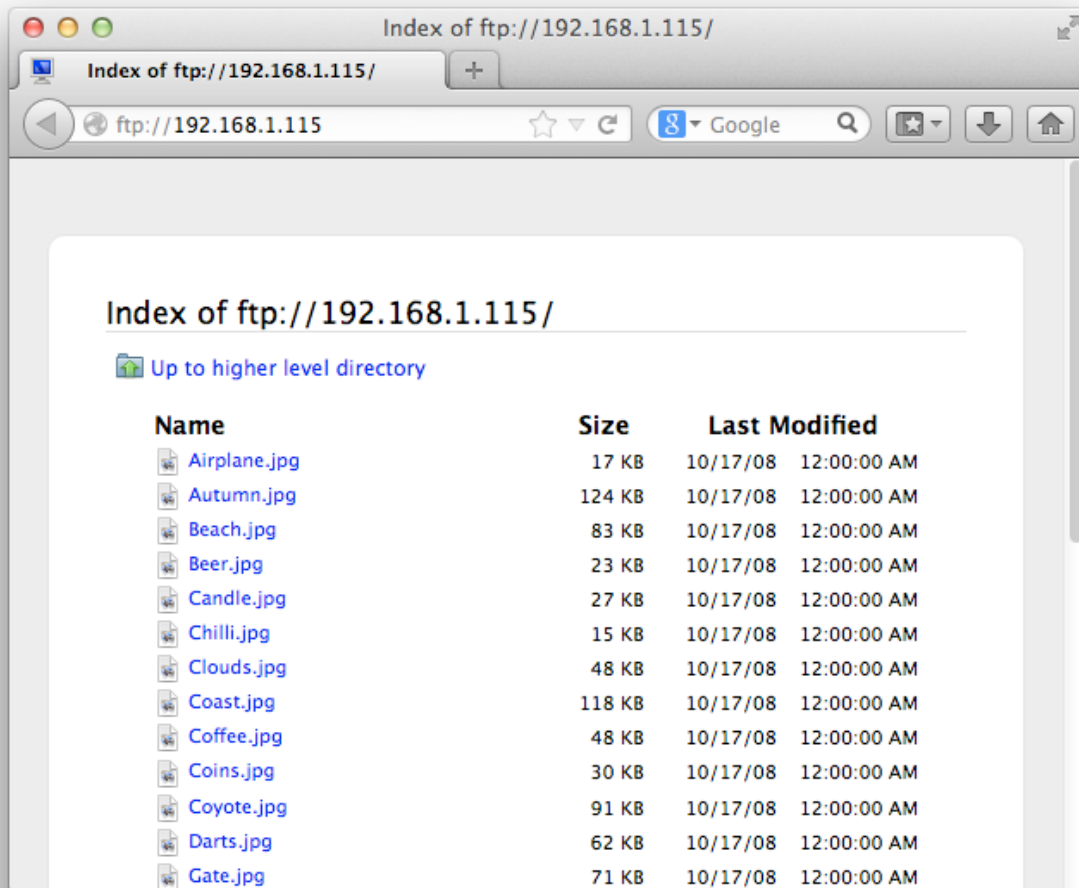 Index of ftp://192.168.1.115/
Index of ftp://192.168.1.115/ +
ftp://192.168.1.115 8 Google
Index of ftp://192.168.1.115/
Up to higher level directory
Name Size Last Modified
Airplane.jpg 17 KB 10/17/08 12:00:00 AM
Autumn.jpg 124 KB 10/17/08 12:00:00 AM
Beach.jpg 83 KB 10/17/08 12:00:00 AM
Beer.jpg 23 KB 10/17/08 12:00:00 AM
Candle.jpg 27 KB 10/17/08 12:00:00 AM
Chilli.jpg 15 KB 10/17/08 12:00:00 AM
Clouds.jpg 48 KB 10/17/08 12:00:00 AM
Coast.jpg 118 KB 10/17/08 12:00:00 AM
Coffee.jpg 48 KB 10/17/08 12:00:00 AM
Coins.jpg 30 KB 10/17/08 12:00:00 AM
Coyote.jpg 91 KB 10/17/08 12:00:00 AM
Darts.jpg 62 KB 10/17/08 12:00:00 AM
Gate.jpg 71 KB 10/17/08 12:00:00 AM